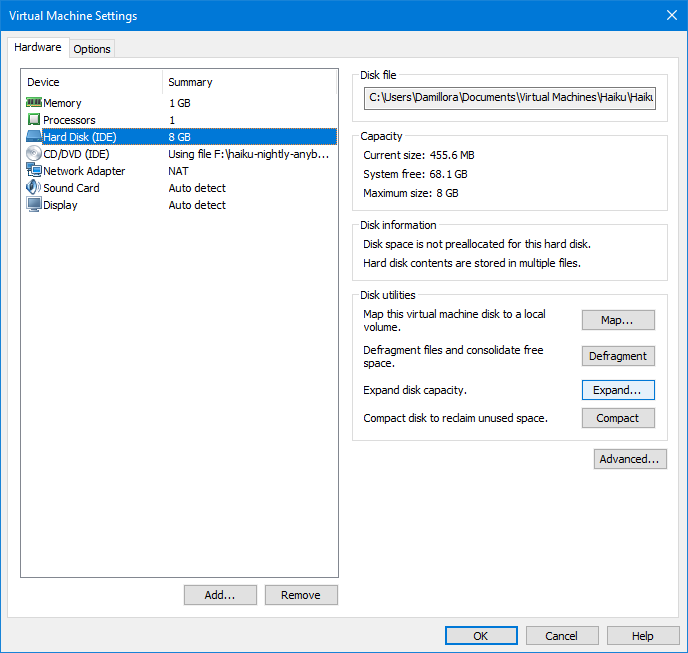 Virtual Machine Settings
Hardware
Options
Device Summary
Memory 1 GB
Processors 1
Hard Disk (IDE) 8 GB
CD/DVD (IDE) Using file F:\haiku-nightly-anyb...
Network Adapter NAT
Sound Card Auto detect
Display Auto detect
Add...
Remove
Disk file
C:\Users\Damillora\Documents\Virtual Machines\Haiku\Haiku
Capacity
Current size: 455.6 MB
System free: 68.1 GB
Maximum size: 8 GB
Disk information
Disk space is not preallocated for this hard disk.
Hard disk contents are stored in multiple files.
Disk utilities
Map this virtual machine disk to a local
volume.
Map...
Defragment files and consolidate free
space.
Defragment
Expand disk capacity.
Expand...
Compact disk to reclaim unused space.
Compact
Advanced...
OK
Cancel
Help